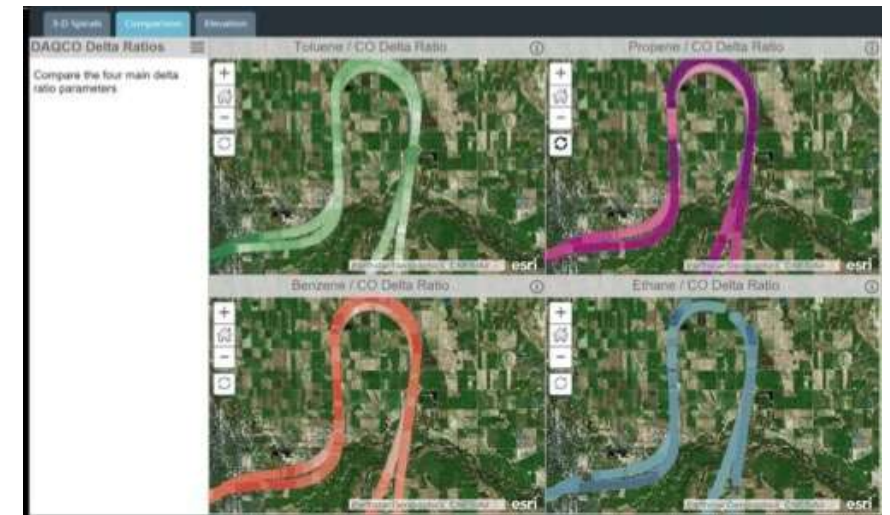 3-D Spirals
Comparison
Elevation
DAQCO Delta Ratios
Compare the four main delta
ratio parameters
Toluene / CO Delta Ratio
Propene / CO Delta Ratio
esri
esri
Benzene / CO Delta Ratio
Ethane / CO Delta Ratio
esri
esri